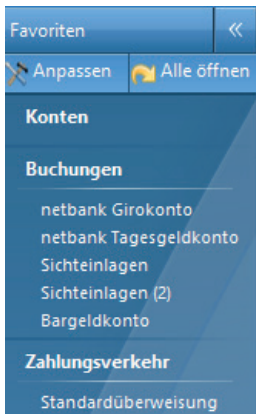 Favoriten «
Anpassen Alle öffnen
Konten
Buchungen
netbank Girokonto
netbank Tagesgeldkonto
Sichteinlagen
Sichteinlagen (2)
Bargeldkonto
Zahlungsverkehr
Standardüberweisung